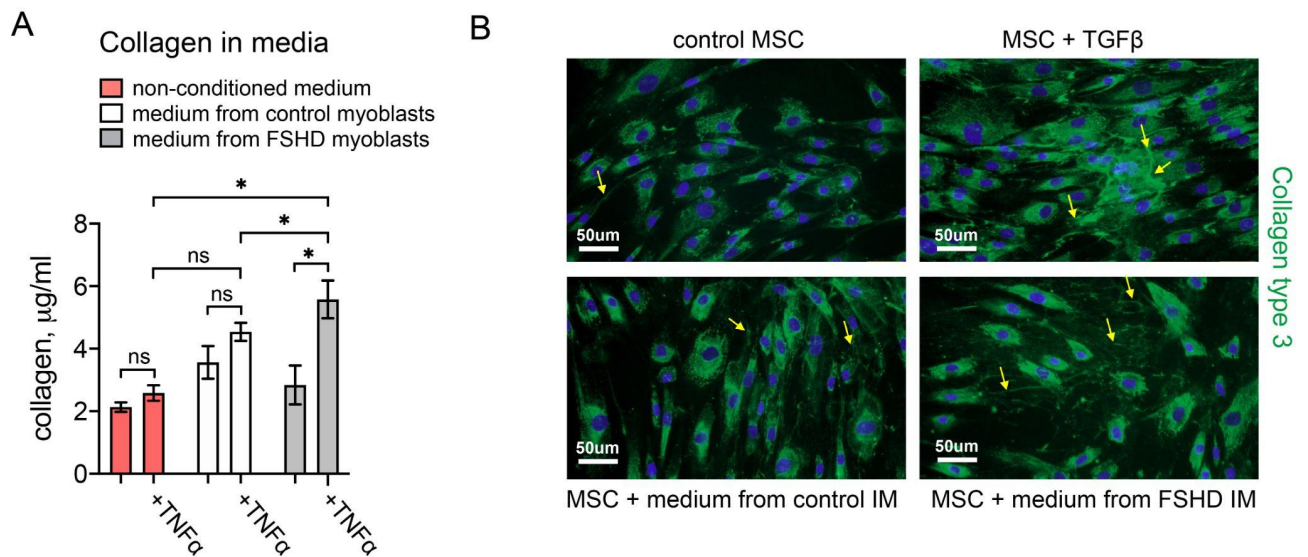 A
Collagen in media
non-conditioned medium
medium from control myoblasts
medium from FSHD myoblasts
*
*
ns
*
ns
ns
8
6
4
2
0
collagen, µg/ml
+TNFα
+TNFα
+TNFα
B
control MSC
MSC + TGFβ
50um
50um
50um
50um
MSC + medium from control IM
MSC + medium from FSHD IM
Collagen type 3